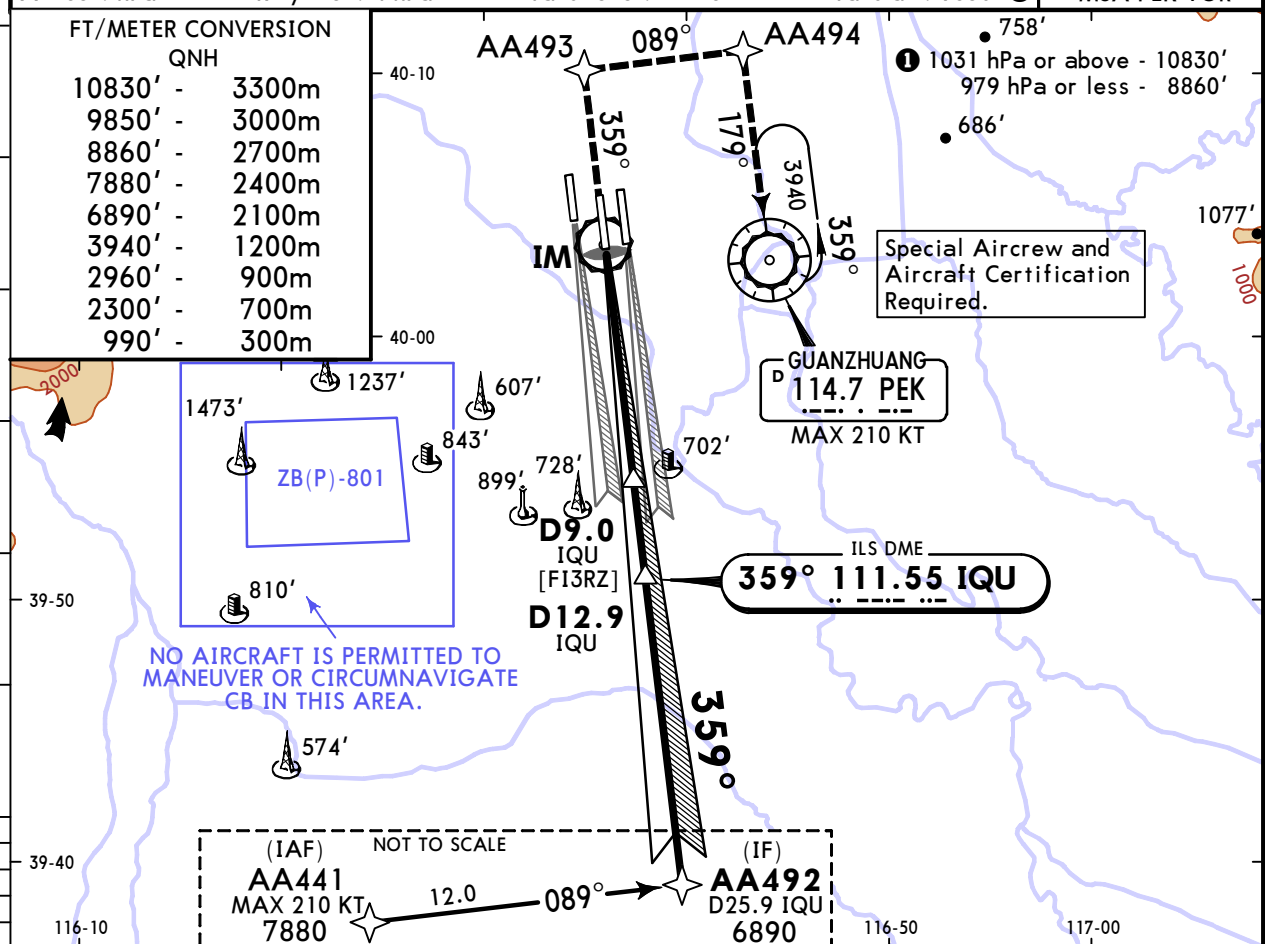 FT/METER CONVERSION
QNH
10830' - 3300m
9850' - 3000m
8860' - 2700m
7880' - 2400m
6890' - 2100m
3940' - 1200m
2960' - 900m
2300' - 700m
990' - 300m
AA493
089°
AA494
40-10
359°
179°
3940
359°
758'
❶ 1031 hPa or above - 10830'
979 hPa or less - 8860'
686'
1077'
1000
IM
Special Aircrew and
Aircraft Certification
Required.
40-00
GUANZHUANG
D 114.7 PEK
MAX 210 KT
2000
1237'
607'
1473'
843'
702'
ZB(P)-801
899'
728'
D9.0
IQU
[FI3RZ]
D12.9
IQU
ILS DME
359° 111.55 IQU
39-50
810'
NO AIRCRAFT IS PERMITTED TO
MANEUVER OR CIRCUMNAVIGATE
CB IN THIS AREA.
359°
574'
39-40
(IAF)
NOT TO SCALE
(IF)
AA441
MAX 210 KT
7880
12.0
089°
AA492
D25.9 IQU
6890
116-10
116-50
117-00